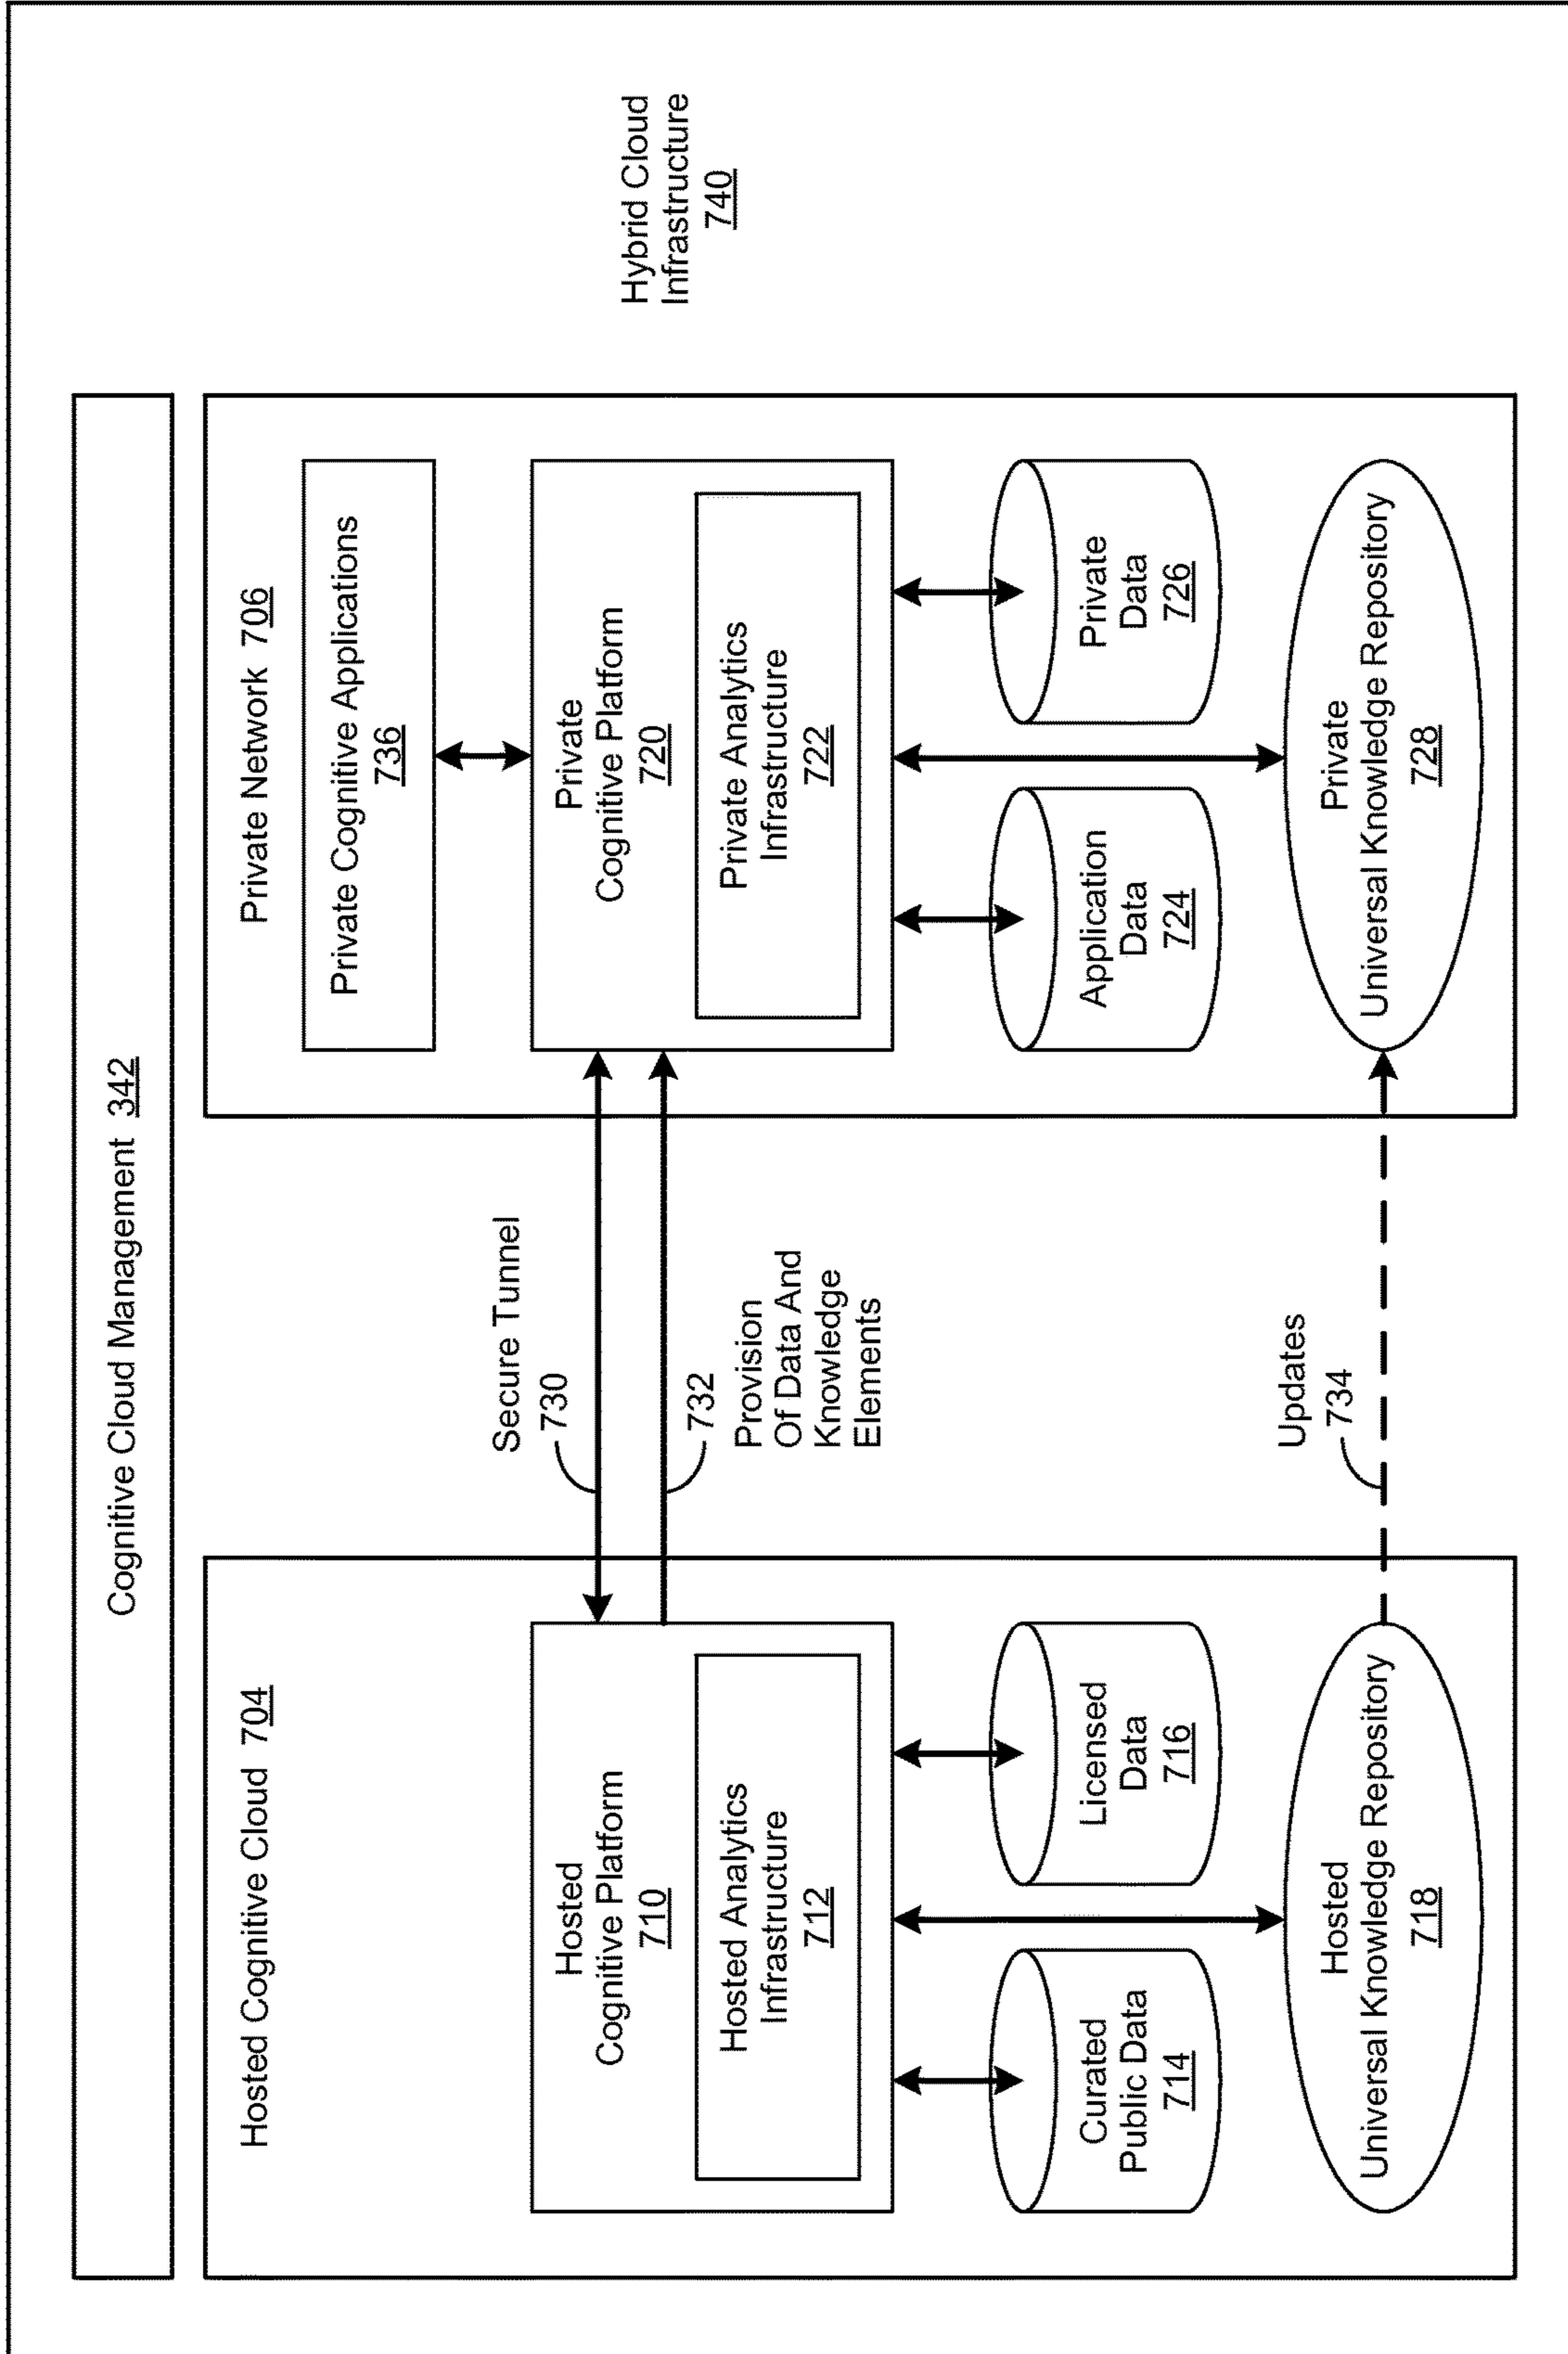 Cognitive Cloud Management 342
Hosted Cognitive Cloud 704
Hosted
Cognitive Platform
710
Hosted Analytics
Infrastructure
712
Curated
Public Data
714
Licensed
Data
716
Hosted
Universal Knowledge Repository
718
Secure Tunnel
730
732
Provision
Of Data And
Knowledge
Elements
Updates
734
Private Network 706
Private Cognitive Applications
736
Private
Cognitive Platform
720
Private Analytics
Infrastructure
722
Application
Data
724
Private
Data
726
Private
Universal Knowledge Repository
728
Hybrid Cloud
Infrastructure
740